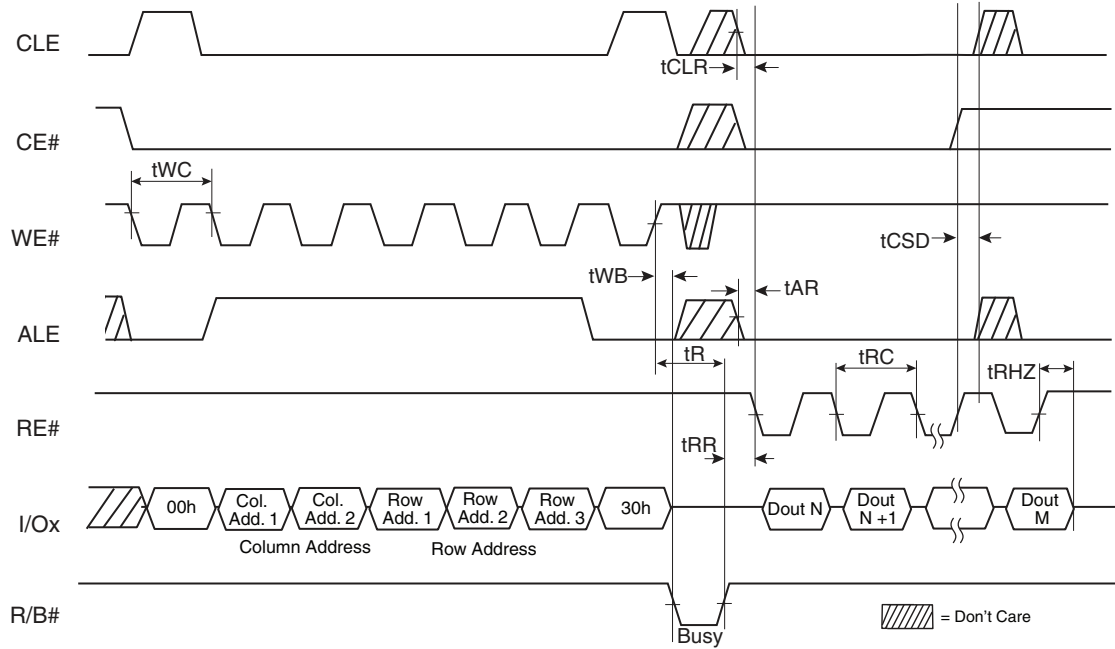 CLE
tCLR
CE#
tWC
WE#
tCSD
tWB
tAR
ALE
tR
tRC
tRHZ
RE#
tRR
I/Ox
00h
Col.
Add. 1
Col.
Add. 2
Row
Add. 1
Row
Add. 2
Row
Add. 3
30h
Dout N
Dout
N +1
Dout
M
Column Address
Row Address
R/B#
Busy
= Don't Care